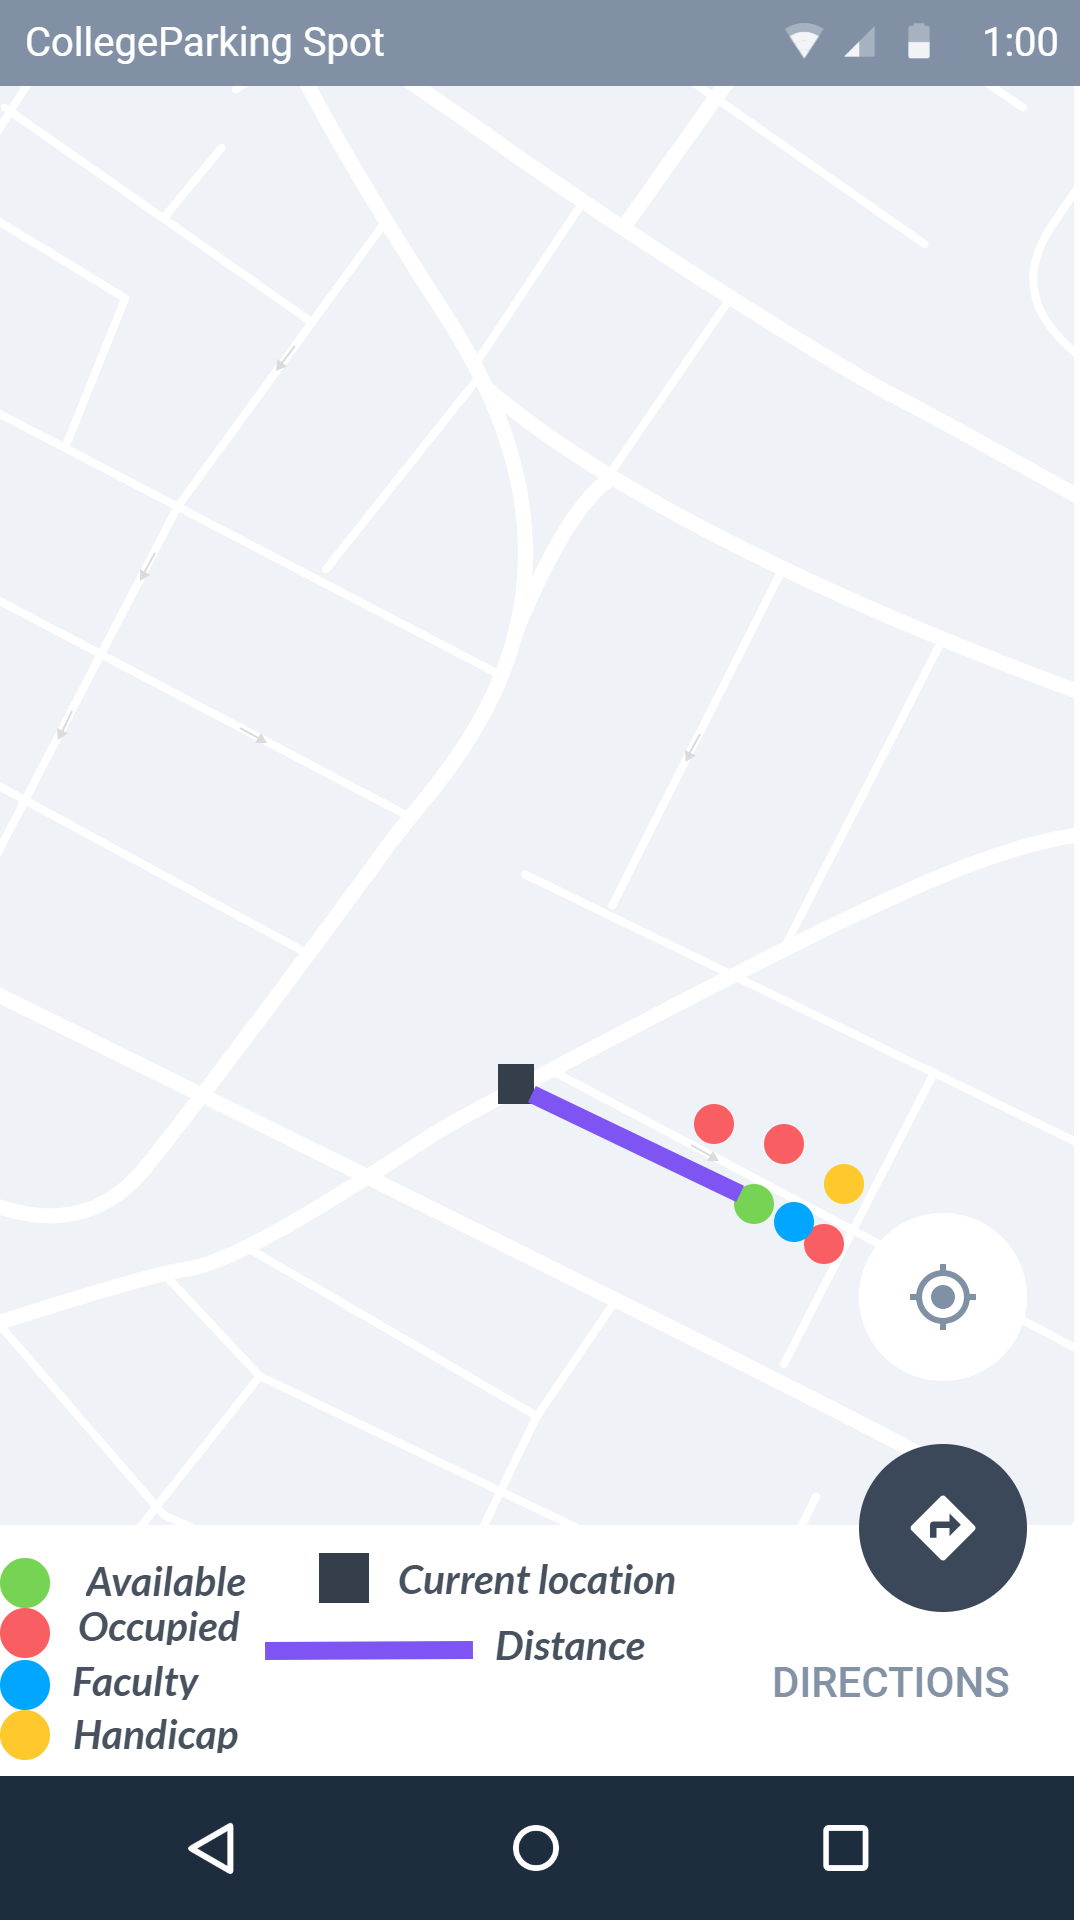 CollegeParking Spot 1:00
Available
Current location
Occupied
Distance
Faculty
DIRECTIONS
Handicap